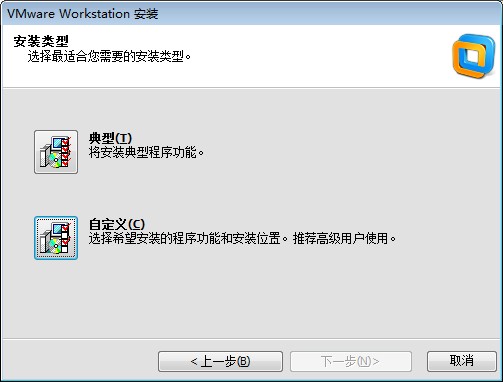 VMware Workstation 安装
安装类型
选择最适合您需要的安装类型。
典型(T)
将安装典型程序功能。
自定义(C)
选择希望安装的程序功能和安装位置。推荐高级用户使用。
< 上一步(B)
下一步(N)>
取消